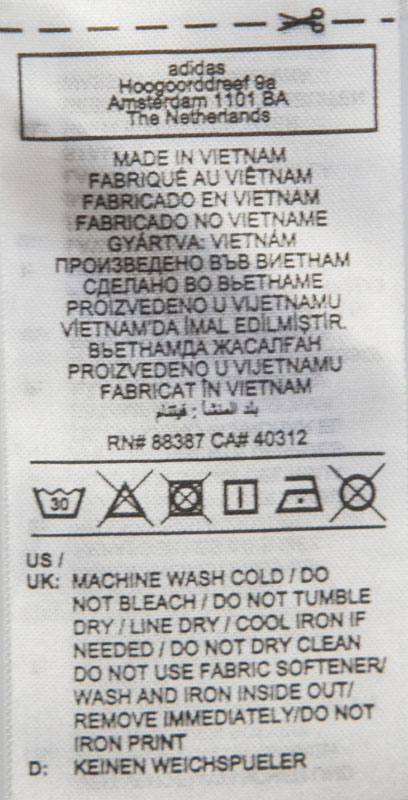 adidas
Hoogoorddreef 9a
Amsterdam 1101 BA
The Netherlands
MADE IN VIETNAM
FABRIQUÉ AU VIÊTNAM
FABRICADO EN VIETNAM
FABRICADO NO VIETNAME
GYÁRTVA: VIETNÁM
ПРОИЗВЕДЕНО ВЪВ ВИЕТНАМ
СДЕЛАНО ВО ВЬЕТНАМЕ
PROIZVEDENO U VIJETNAMU
VİETNAM'DA İMAL EDİLMİŞTİR.
ВЬЕТНАМДА ЖАСАЛҒАН
PROIZVEDENO U VIJETNAMU
FABRICAT ÎN VIETNAM
بلد المنشأ : فيتنام
RN# 88387 CA# 40312
30
US /
UK: MACHINE WASH COLD / DO
NOT BLEACH / DO NOT TUMBLE
DRY / LINE DRY / COOL IRON IF
NEEDED / DO NOT DRY CLEAN
DO NOT USE FABRIC SOFTENER/
WASH AND IRON INSIDE OUT/
REMOVE IMMEDIATELY/DO NOT
IRON PRINT
D: KEINEN WEICHSPUELER